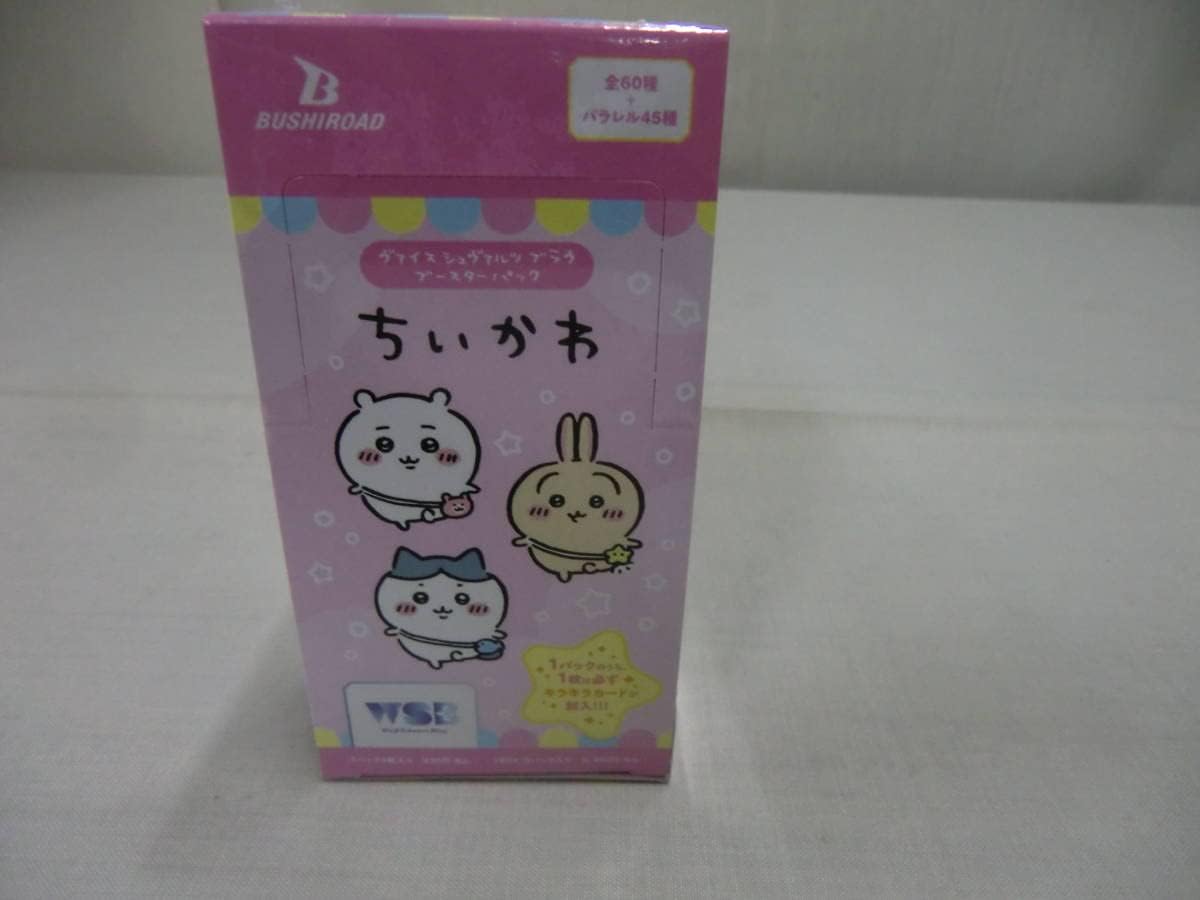 B
BUSHIROAD
全60種
+
パラレル45種
ヴァイスシュヴァルツ ブラウ
ブースターパック
ちいかわ
1パックのうち、
1枚は必ず
キラキラカードが
封入!!!
WSB